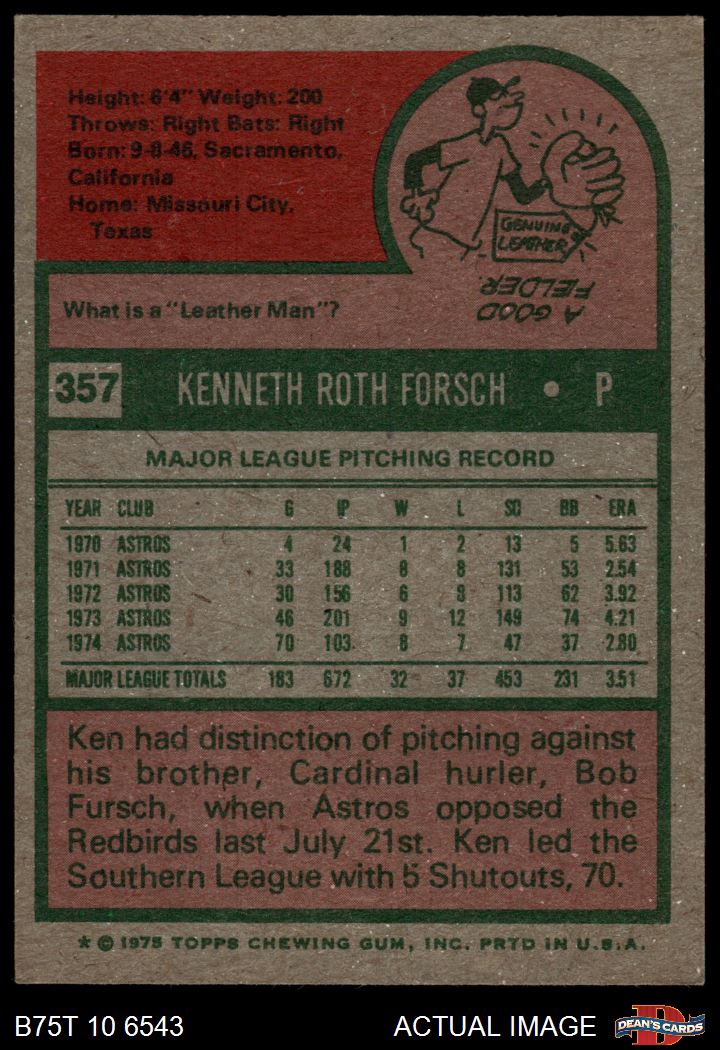 Height: 6'4" Weight: 200
Throws: Right Bats: Right
Born: 9-8-46, Sacramento,
California
Home: Missouri City,
Texas
GENUINE
LEATHER
A GOOD
FIELDER.
What is a "Leather Man"?
357 KENNETH ROTH FORSCH • P
MAJOR LEAGUE PITCHING RECORD
YEAR CLUB G IP W L SO BB ERA
1970 ASTROS 4 24 1 2 13 5 5.63
1971 ASTROS 33 188 8 8 131 53 2.54
1972 ASTROS 30 156 6 8 113 62 3.92
1973 ASTROS 46 201 9 12 149 74 4.21
1974 ASTROS 70 103 8 7 47 37 2.80
MAJOR LEAGUE TOTALS 183 672 32 37 453 231 3.51
Ken had distinction of pitching against
his brother, Cardinal hurler, Bob
Fursch, when Astros opposed the
Redbirds last July 21st. Ken led the
Southern League with 5 Shutouts, 70.
* © 1975 TOPPS CHEWING GUM, INC. PRTD IN U.S.A.
B75T 10 6543 ACTUAL IMAGE
D
DEAN'S CARDS